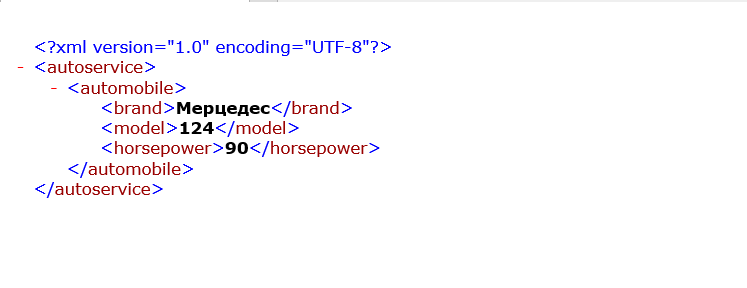 <?xml version="1.0" encoding="UTF-8"?>
- <autoservice>
- <automobile>
<brand>Мерцедес</brand>
<model>124</model>
<horsepower>90</horsepower>
</automobile>
</autoservice>